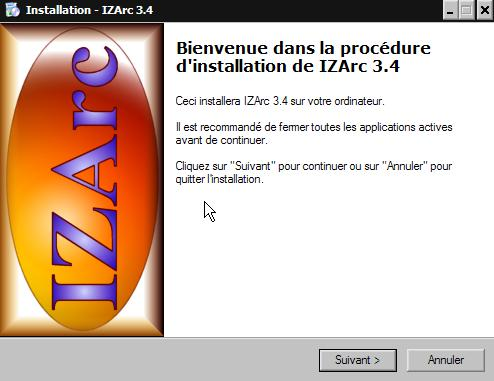 Installation - IZArc 3.4
IZArc
Bienvenue dans la procédure
d'installation de IZArc 3.4
Ceci installera IZArc 3.4 sur votre ordinateur.
Il est recommandé de fermer toutes les applications actives
avant de continuer.
Cliquez sur "Suivant" pour continuer ou sur "Annuler" pour
quitter l'installation.
Suivant >
Annuler